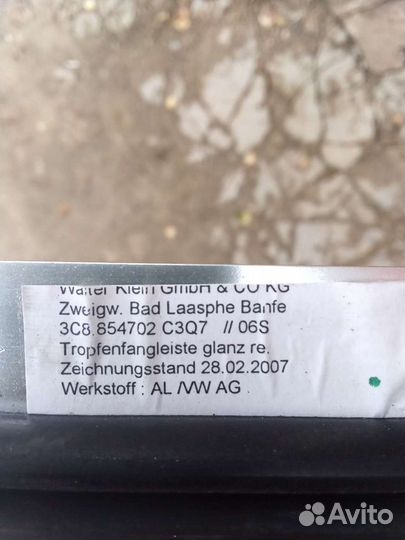 Walter Klein GmbH & CO KG
Zweigw. Bad Laasphe Banfe
3C8.854702 C3Q7 // 06S
Tropfenfangleiste glanz re.
Zeichnungsstand 28.02.2007
Werkstoff : AL /VW AG
Avito